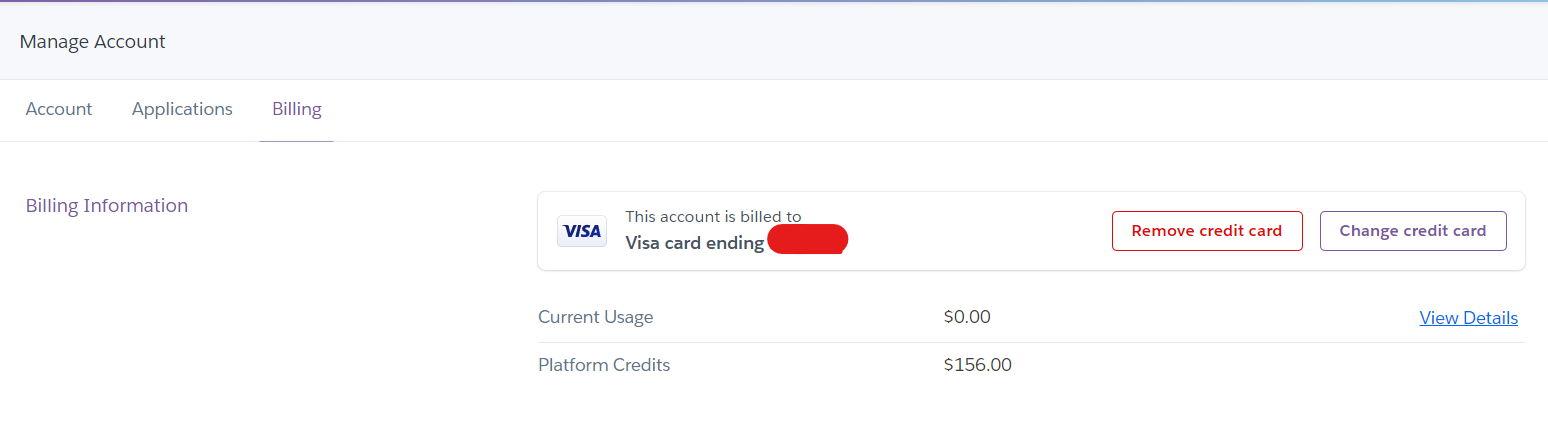 Manage Account
Account Applications Billing
Billing Information
VISA
This account is billed to
Visa card ending
Remove credit card
Change credit card
Current Usage $0.00 View Details
Platform Credits $156.00